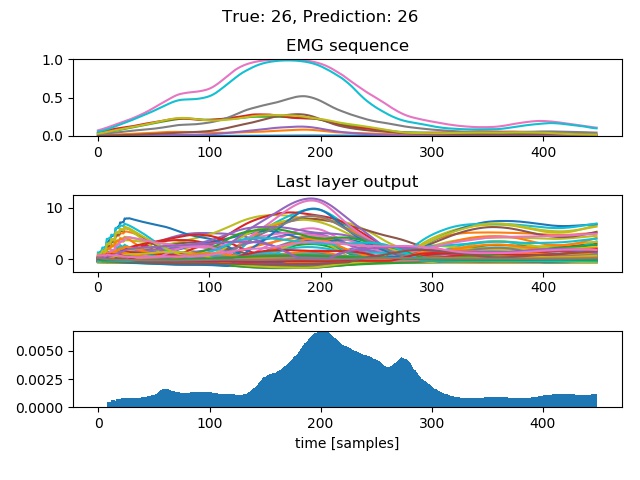 True: 26, Prediction: 26
EMG sequence
1.0
0.5
0.0
0 100 200 300 400
Last layer output
10
0
0 100 200 300 400
Attention weights
0.0050
0.0025
0.0000
0 100 200 300 400
time [samples]